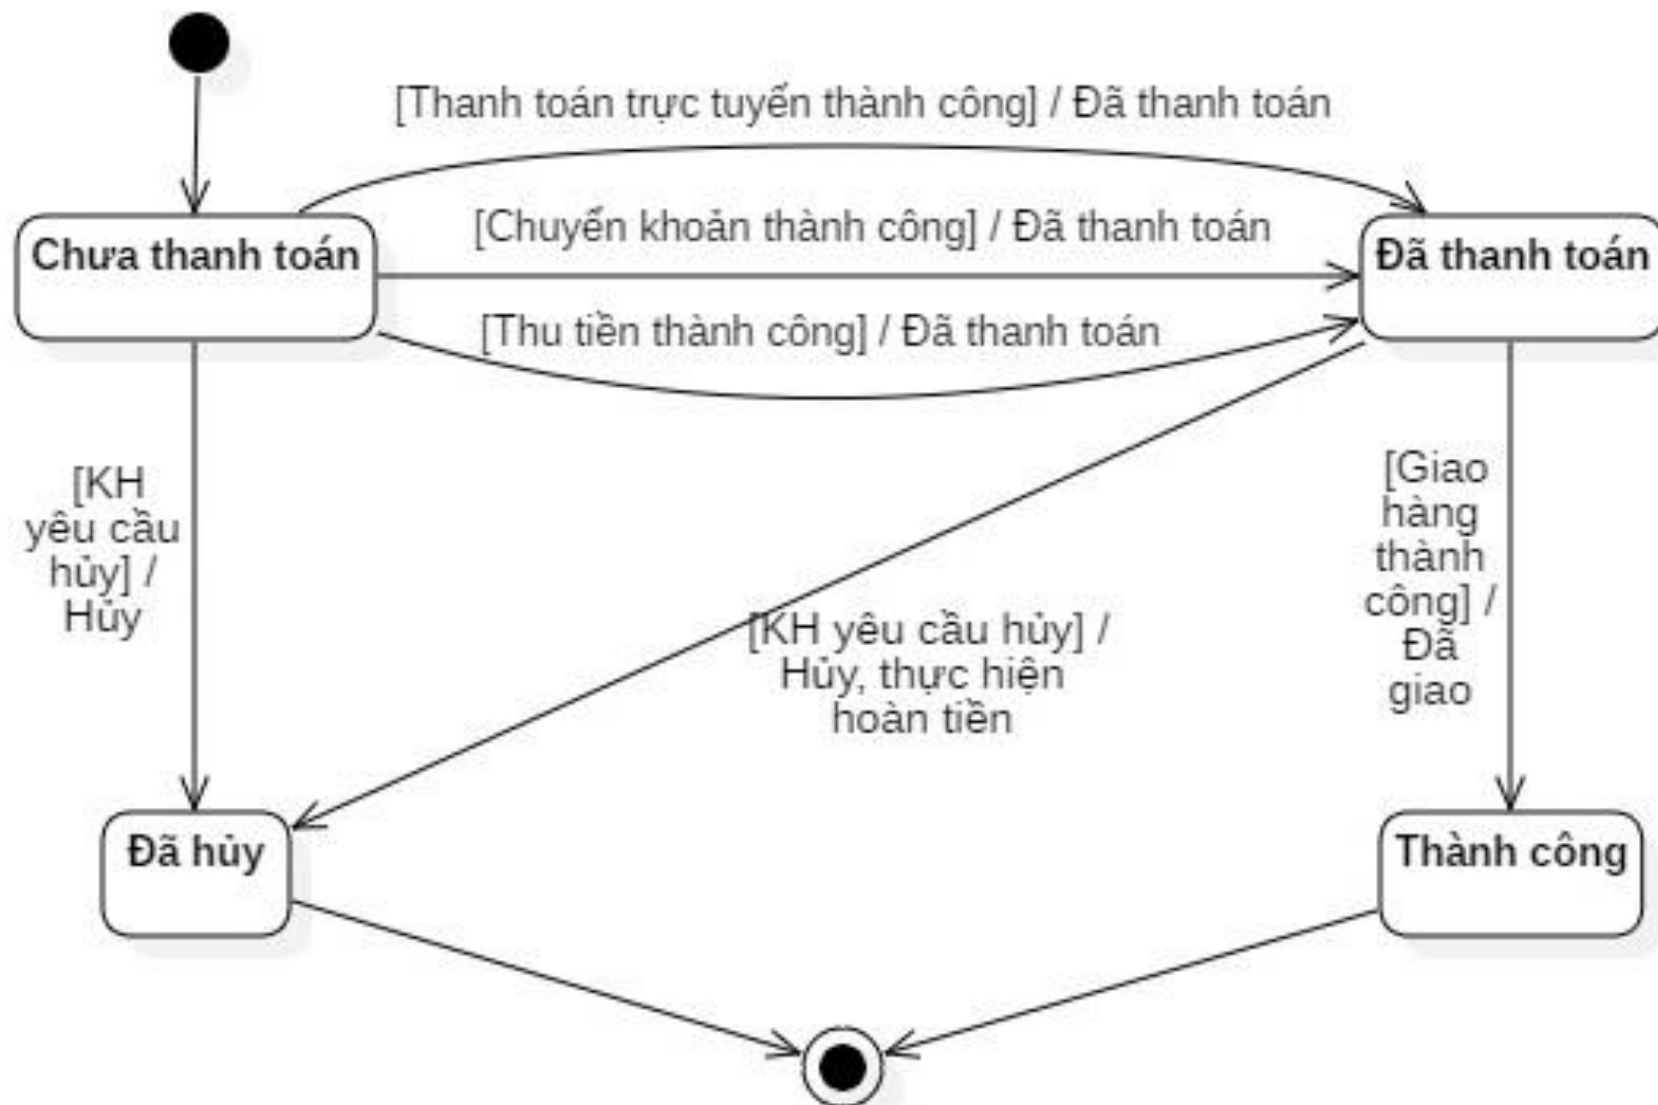 [Thanh toán trực tuyến thành công] / Đã thanh toán
Chưa thanh toán
[Chuyển khoản thành công] / Đã thanh toán
Đã thanh toán
[Thu tiền thành công] / Đã thanh toán
[KH
yêu cầu
hủy] /
Hủy
[KH yêu cầu hủy] /
Hủy, thực hiện
hoàn tiền
[Giao
hàng
thành
công] /
Đã
giao
Đã hủy
Thành công